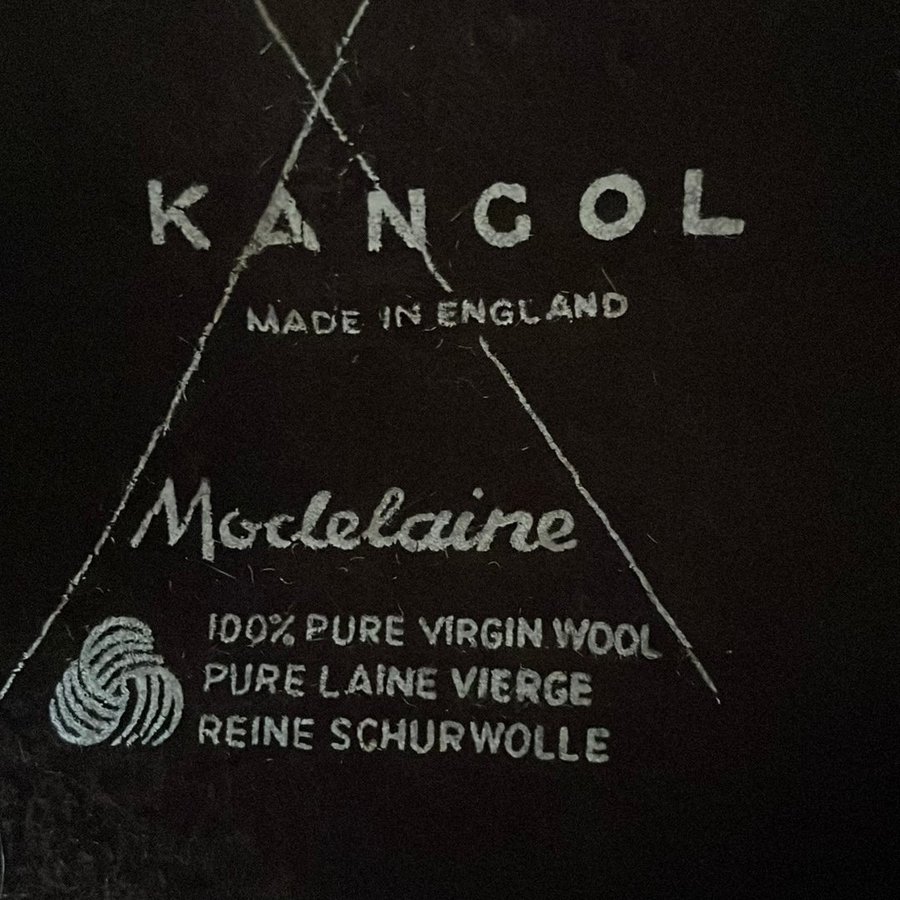 KANGOL
MADE IN ENGLAND
Modelaine
100% PURE VIRGIN WOOL
PURE LAINE VIERGE
REINE SCHURWOLLE